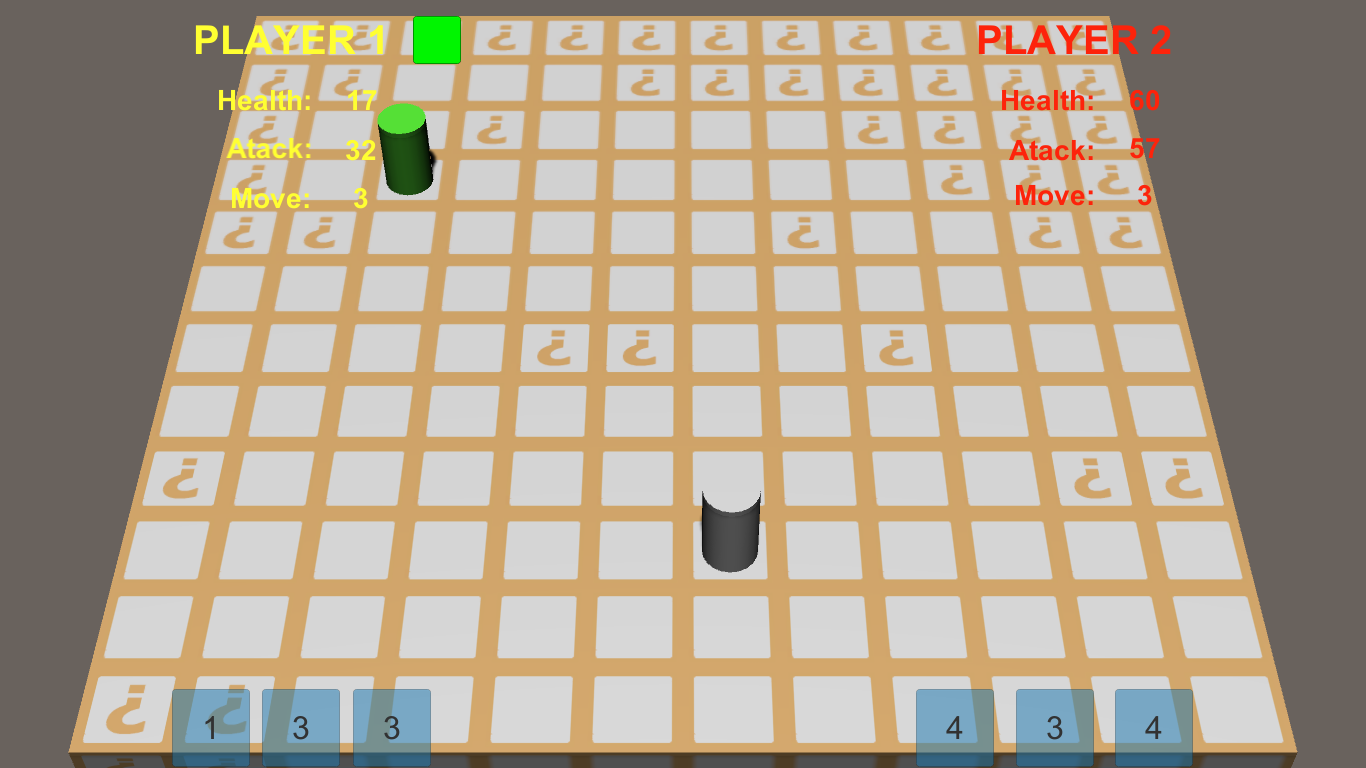 PLAYER 1
Health: 17
Atack: 32
Move: 3
PLAYER 2
Health: 60
Atack: 57
Move: 3
¿ ¿ ¿ ¿ ¿ ¿ ¿ ¿ ¿ ¿ ¿
¿ ¿ ¿ ¿ ¿ ¿ ¿ ¿ ¿
¿ ¿ ¿ ¿ ¿ ¿
¿ ¿ ¿ ¿
¿ ¿ ¿ ¿ ¿
¿ ¿ ¿
¿ ¿ ¿
¿ ¿
1 3 3 4 3 4